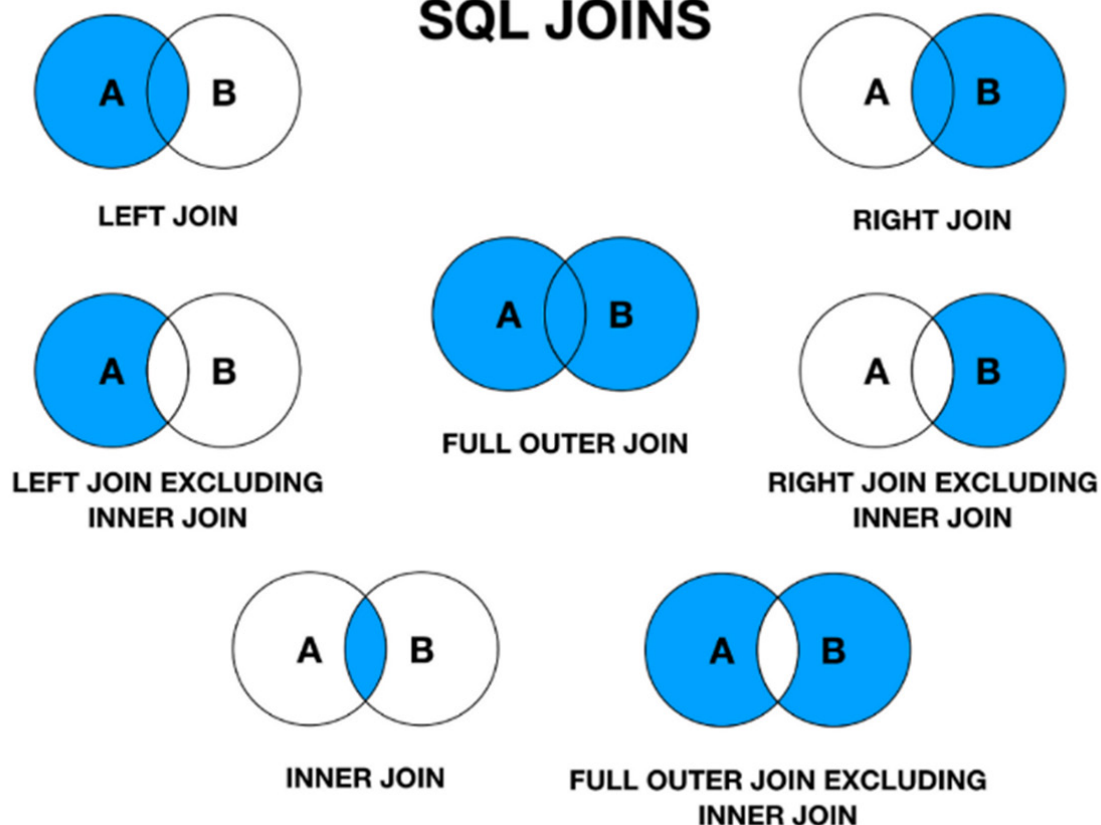 SQL JOINS
A B
LEFT JOIN
A B
RIGHT JOIN
A B
FULL OUTER JOIN
A B
LEFT JOIN EXCLUDING
INNER JOIN
A B
RIGHT JOIN EXCLUDING
INNER JOIN
A B
INNER JOIN
A B
FULL OUTER JOIN EXCLUDING
INNER JOIN